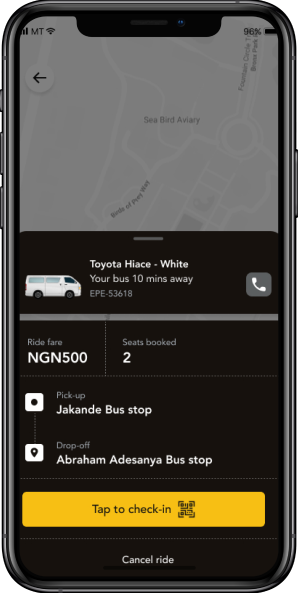 MT 96%
Fountain Circle
Bronx Park
Sea Bird Aviary
Birds of Prey Way
Toyota Hiace - White
Your bus 10 mins away
EPE-53618
Ride fare Seats booked
NGN500 2
Pick-up
Jakande Bus stop
Drop-off
Abraham Adesanya Bus stop
Tap to check-in
Cancel ride